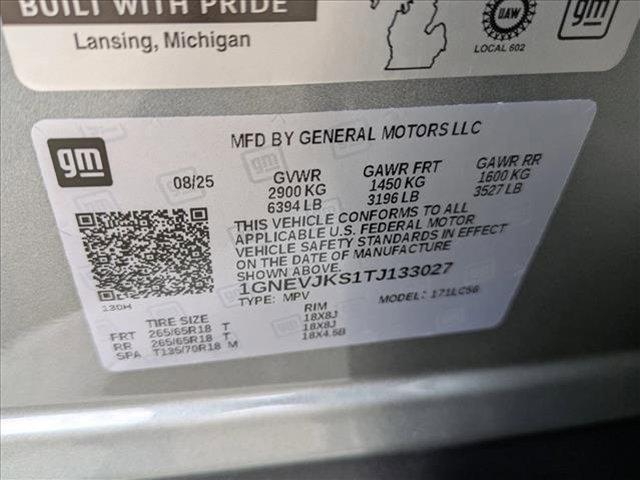 BUILT WITH PRIDE
Lansing, Michigan
UAW
LOCAL 602
gm
gm
MFD BY GENERAL MOTORS LLC
08/25
GVWR GAWR FRT GAWR RR
2900 KG 1450 KG 1600 KG
6394 LB 3196 LB 3527 LB
THIS VEHICLE CONFORMS TO ALL
APPLICABLE U.S. FEDERAL MOTOR
VEHICLE SAFETY STANDARDS IN EFFECT
ON THE DATE OF MANUFACTURE
SHOWN ABOVE.
1GNEVJKS1TJ133027
TYPE: MPV MODEL: 171LC56
13DH
TIRE SIZE RIM
FRT 265/65R18 T 18X8J
RR 265/65R18 T 18X8J
SPA T135/70R18 M 18X4.5B